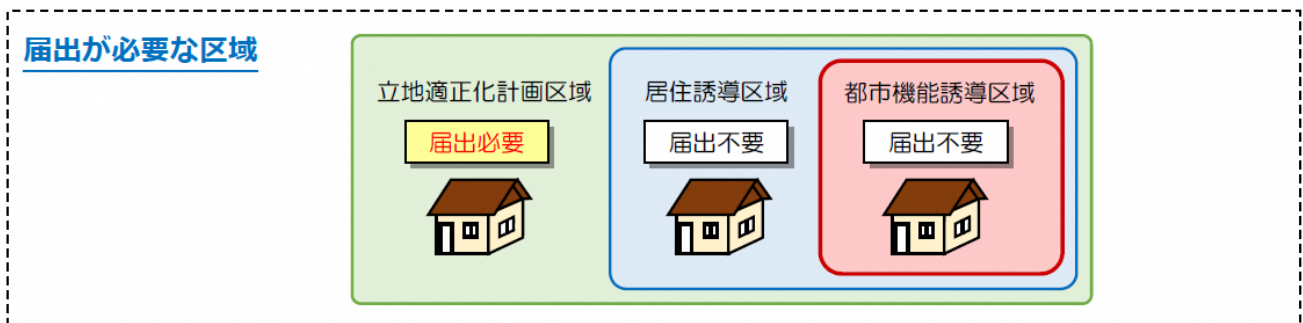 届出が必要な区域
立地適正化計画区域
届出必要
居住誘導区域
届出不要
都市機能誘導区域
届出不要